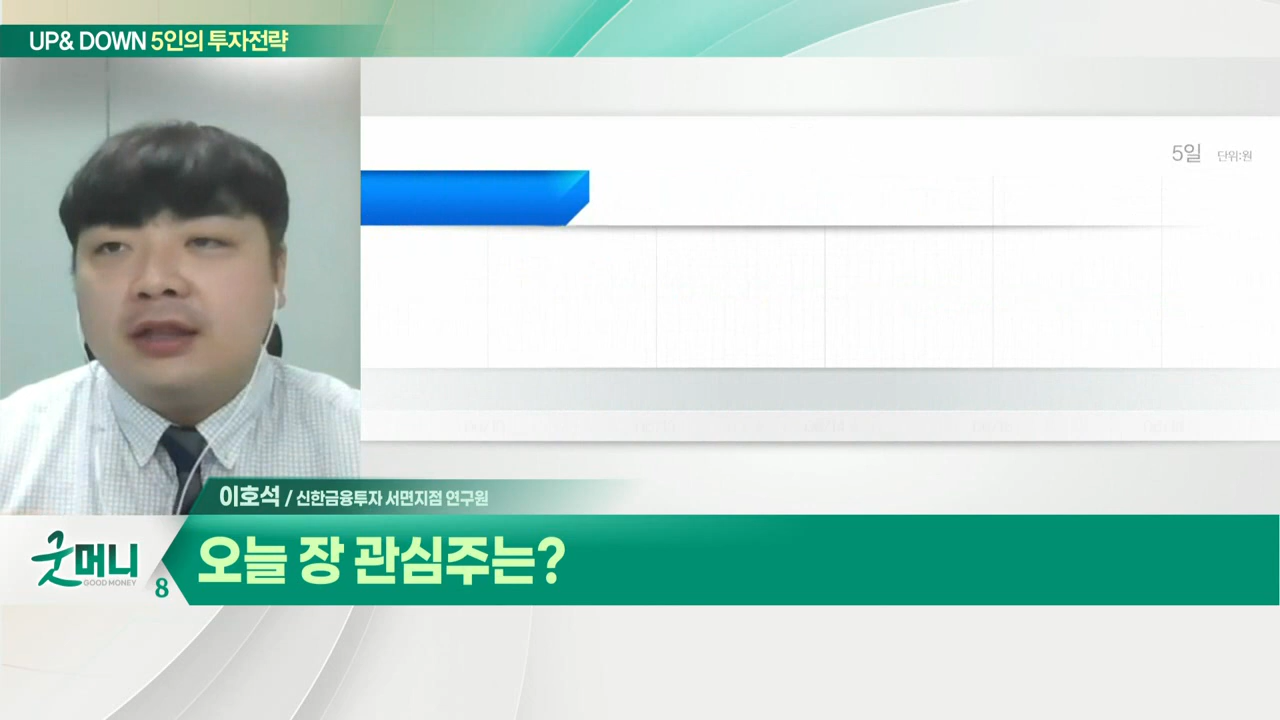 UP& DOWN 5인의 투자전략
5일 단위:원
이호석 / 신한금융투자 서면지점 연구원
굿머니
GOOD MONEY
8
오늘 장 관심주는?